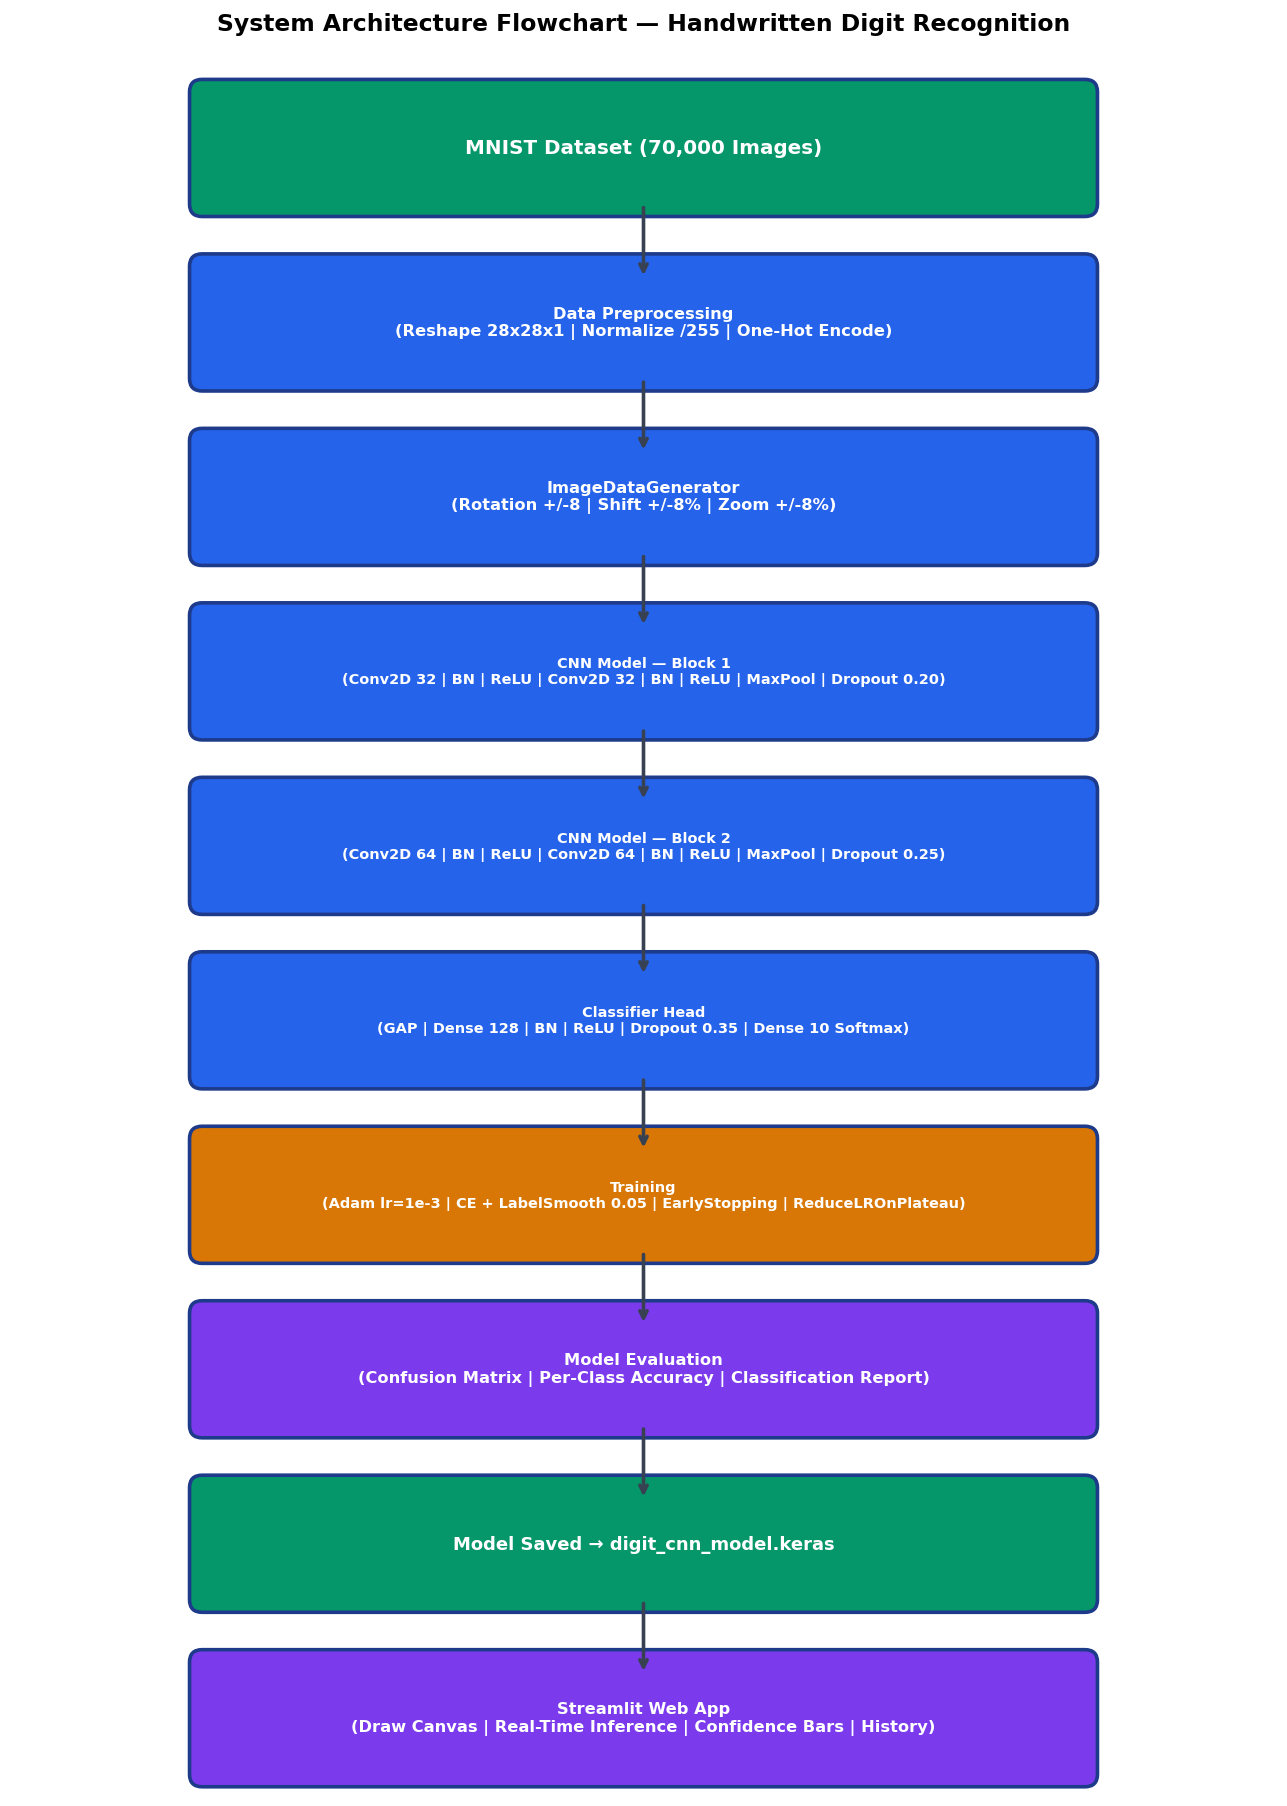 System Architecture Flowchart — Handwritten Digit Recognition
MNIST Dataset (70,000 Images)
Data Preprocessing
(Reshape 28x28x1 | Normalize /255 | One-Hot Encode)
ImageDataGenerator
(Rotation +/-8 | Shift +/-8% | Zoom +/-8%)
CNN Model — Block 1
(Conv2D 32 | BN | ReLU | Conv2D 32 | BN | ReLU | MaxPool | Dropout 0.20)
CNN Model — Block 2
(Conv2D 64 | BN | ReLU | Conv2D 64 | BN | ReLU | MaxPool | Dropout 0.25)
Classifier Head
(GAP | Dense 128 | BN | ReLU | Dropout 0.35 | Dense 10 Softmax)
Training
(Adam lr=1e-3 | CE + LabelSmooth 0.05 | EarlyStopping | ReduceLROnPlateau)
Model Evaluation
(Confusion Matrix | Per-Class Accuracy | Classification Report)
Model Saved → digit_cnn_model.keras
Streamlit Web App
(Draw Canvas | Real-Time Inference | Confidence Bars | History)